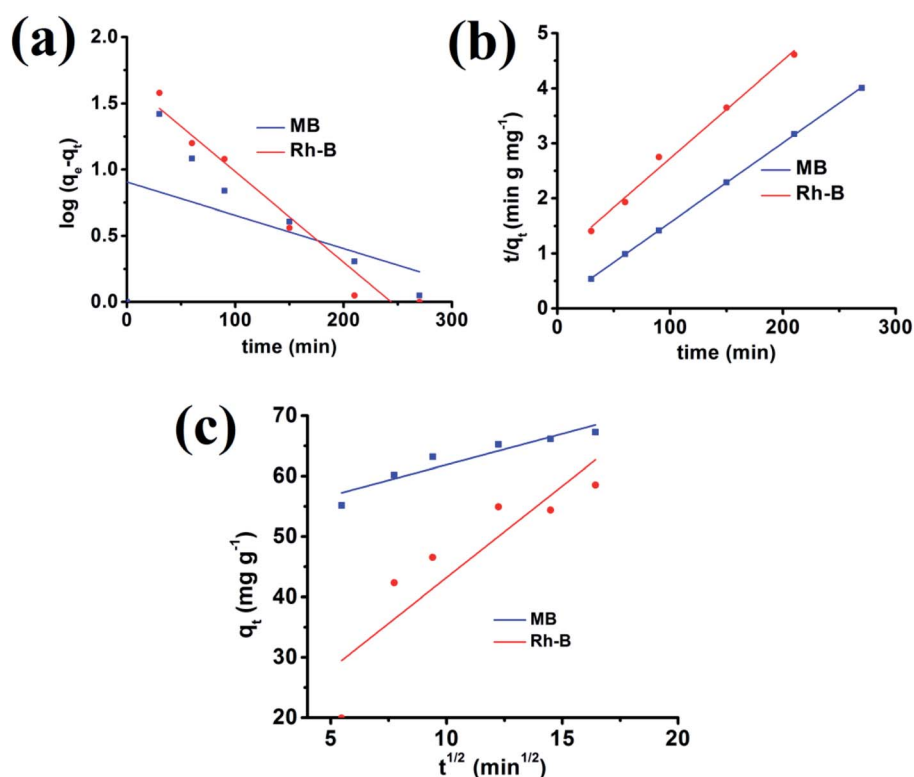 (a)
2.0
1.5
1.0
0.5
0.0
log (qₑ-qₜ)
MB
Rh-B
0
100
200
300
time (min)
(b)
5
4
3
2
1
0
t/qₜ (min g mg⁻¹)
MB
Rh-B
0
100
200
300
time (min)
(c)
70
60
50
40
30
20
qₜ (mg g⁻¹)
MB
Rh-B
5
10
15
20
t¹/² (min¹/²)